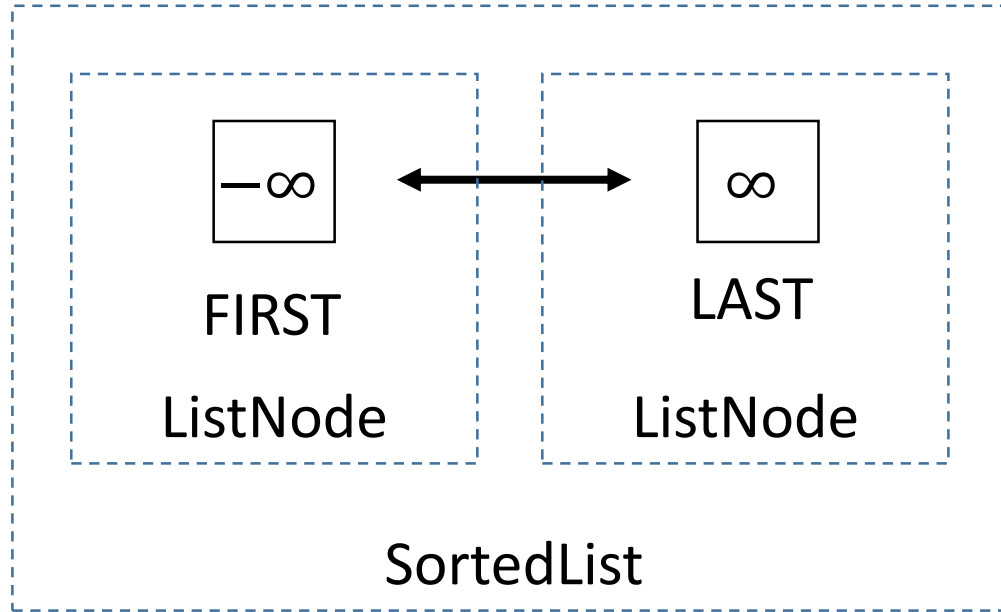 −∞
∞
FIRST
LAST
ListNode
ListNode
SortedList